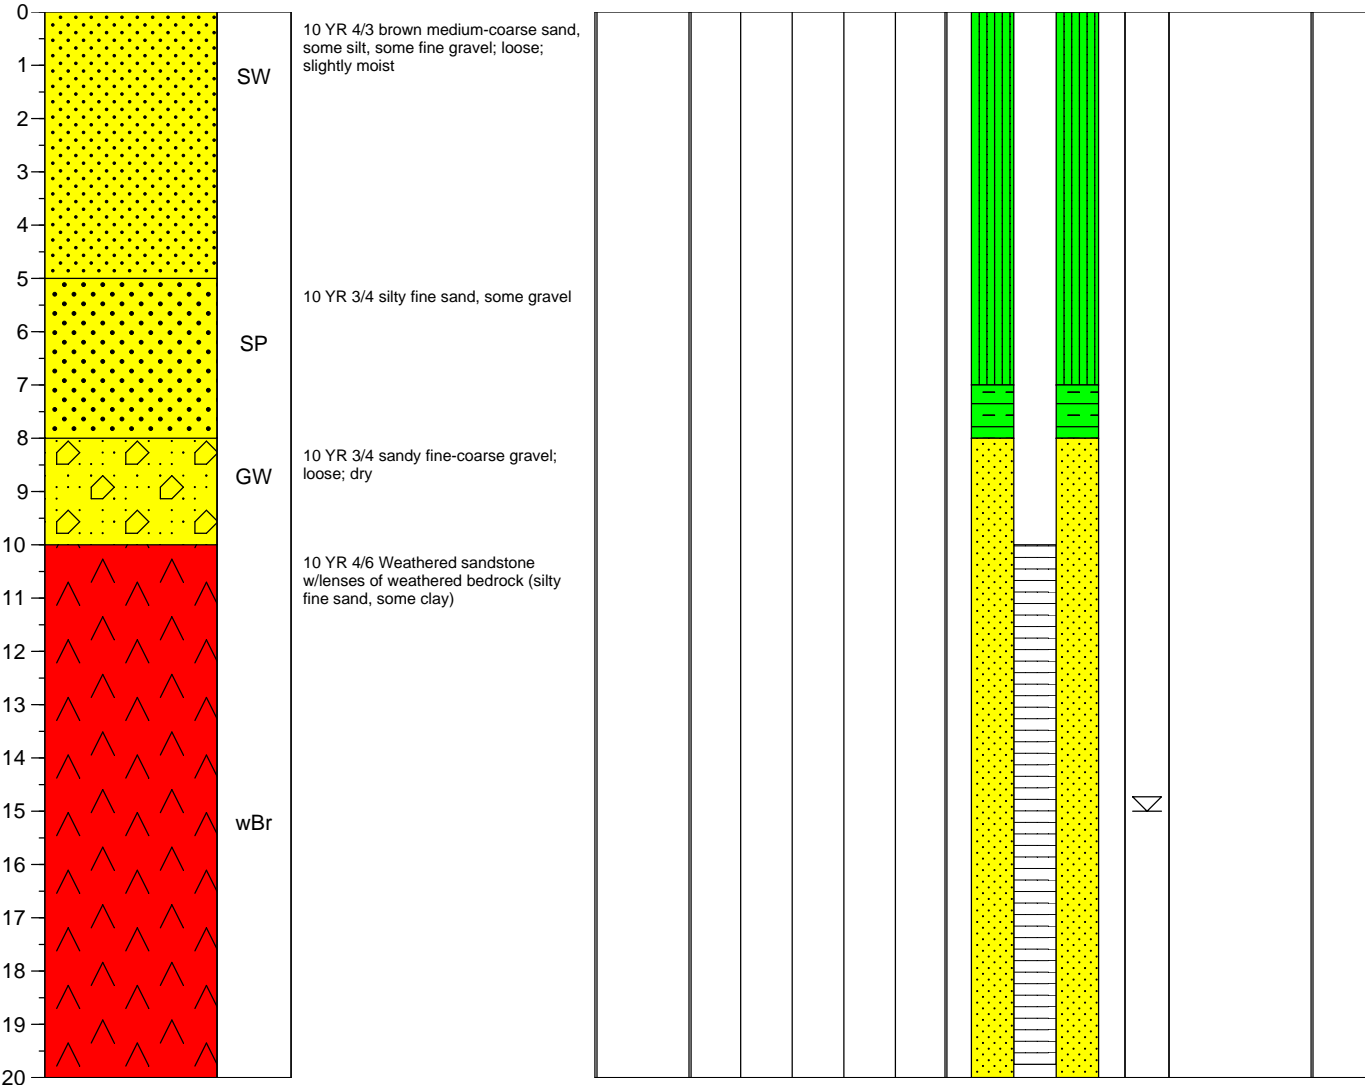 0
1
2
3
4
5
6
7
8
9
10
11
12
13
14
15
16
17
18
19
20
SW
SP
GW
wBr
10 YR 4/3 brown medium-coarse sand,
some silt, some fine gravel; loose;
slightly moist
10 YR 3/4 silty fine sand, some gravel
10 YR 3/4 sandy fine-coarse gravel;
loose; dry
10 YR 4/6 Weathered sandstone
w/lenses of weathered bedrock (silty
fine sand, some clay)